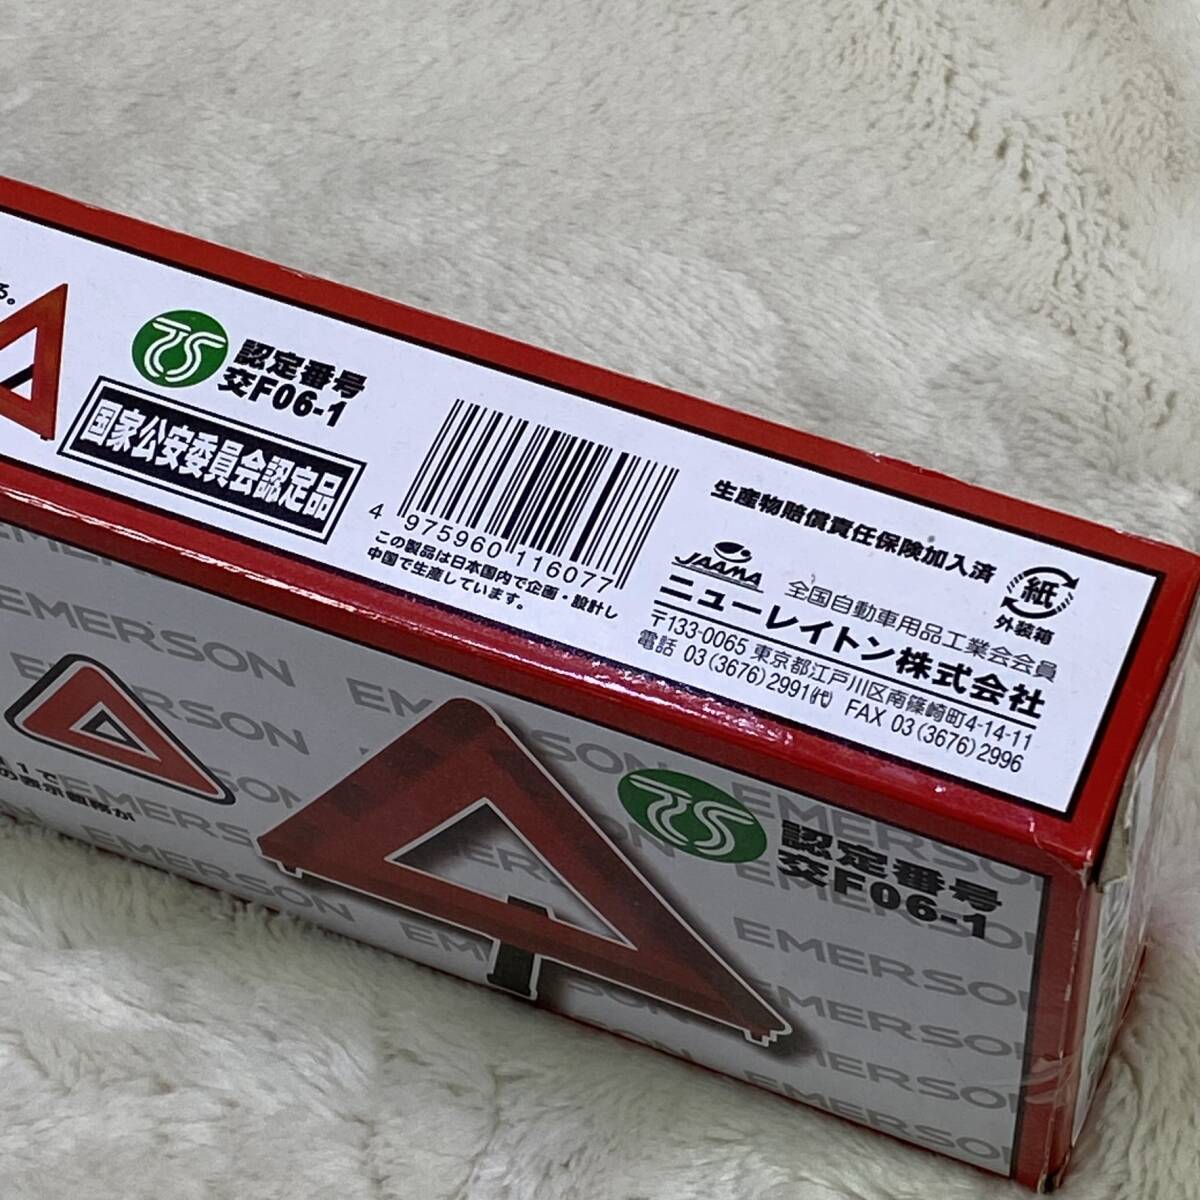 る。
TS
認定番号
交F06-1
国家公安委員会認定品
4 975960 116077
この製品は日本国内で企画・設計し
中国で生産しています。
生産物賠償責任保険加入済
JAAMA
全国自動車用品工業会会員
紙
外装箱
ニューレイトン株式会社
〒133-0065 東京都江戸川区南篠崎町4-14-11
電話 03(3676)2991(代) FAX 03(3676)2996
EMERSON
EMERSON
EMERSON
EMERSON
TS
認定番号
交F06-1
EMERSON
EMERSON
EMERSON
EMERSON